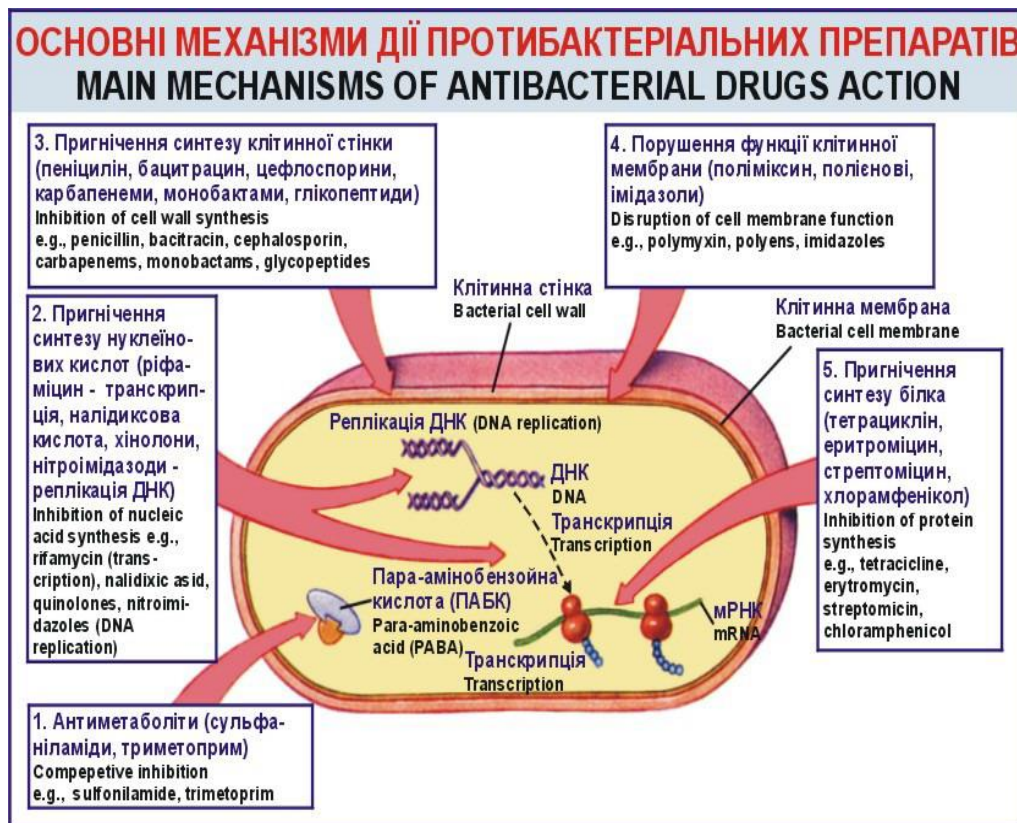 ОСНОВНІ МЕХАНІЗМИ ДІЇ ПРОТИБАКТЕРІАЛЬНИХ ПРЕПАРАТІВ
MAIN MECHANISMS OF ANTIBACTERIAL DRUGS ACTION
3. Пригнічення синтезу клітинної стінки
(пеніцилін, бацитрацин, цефлоспорини,
карбапенеми, монобактами, глікопептиди)
Inhibition of cell wall synthesis
e.g., penicillin, bacitracin, cephalosporin,
carbapenems, monobactams, glycopeptides
4. Порушення функції клітинної
мембрани (поліміксин, полієнові,
імідазоли)
Disruption of cell membrane function
e.g., polymyxin, polyens, imidazoles
Клітинна стінка
Bacterial cell wall
Клітинна мембрана
Bacterial cell membrane
2. Пригнічення
синтезу нуклеїно-
вих кислот (ріфа-
міцин - транскрип-
ція, налідиксова
кислота, хінолони,
нітроімідазоди -
реплікація ДНК)
Inhibition of nucleic
acid synthesis e.g.,
rifamycin (trans-
cription), nalidixic asid,
quinolones, nitroimi-
dazoles (DNA
replication)
5. Пригнічення
синтезу білка
(тетрациклін,
еритроміцин,
стрептоміцин,
хлорамфенікол)
Inhibition of protein
synthesis
e.g., tetracicline,
erytromycin,
streptomicin,
chloramphenicol
Реплікація ДНК (DNA replication)
ДНК
DNA
Транскрипція
Transcription
Пара-амінобензойна
кислота (ПАБК)
Para-aminobenzoic
acid (PABA)
мРНК
mRNA
Транскрипція
Transcription
1. Антиметаболіти (сульфа-
ніламіди, триметоприм)
Compepetive inhibition
e.g., sulfonilamide, trimetoprim